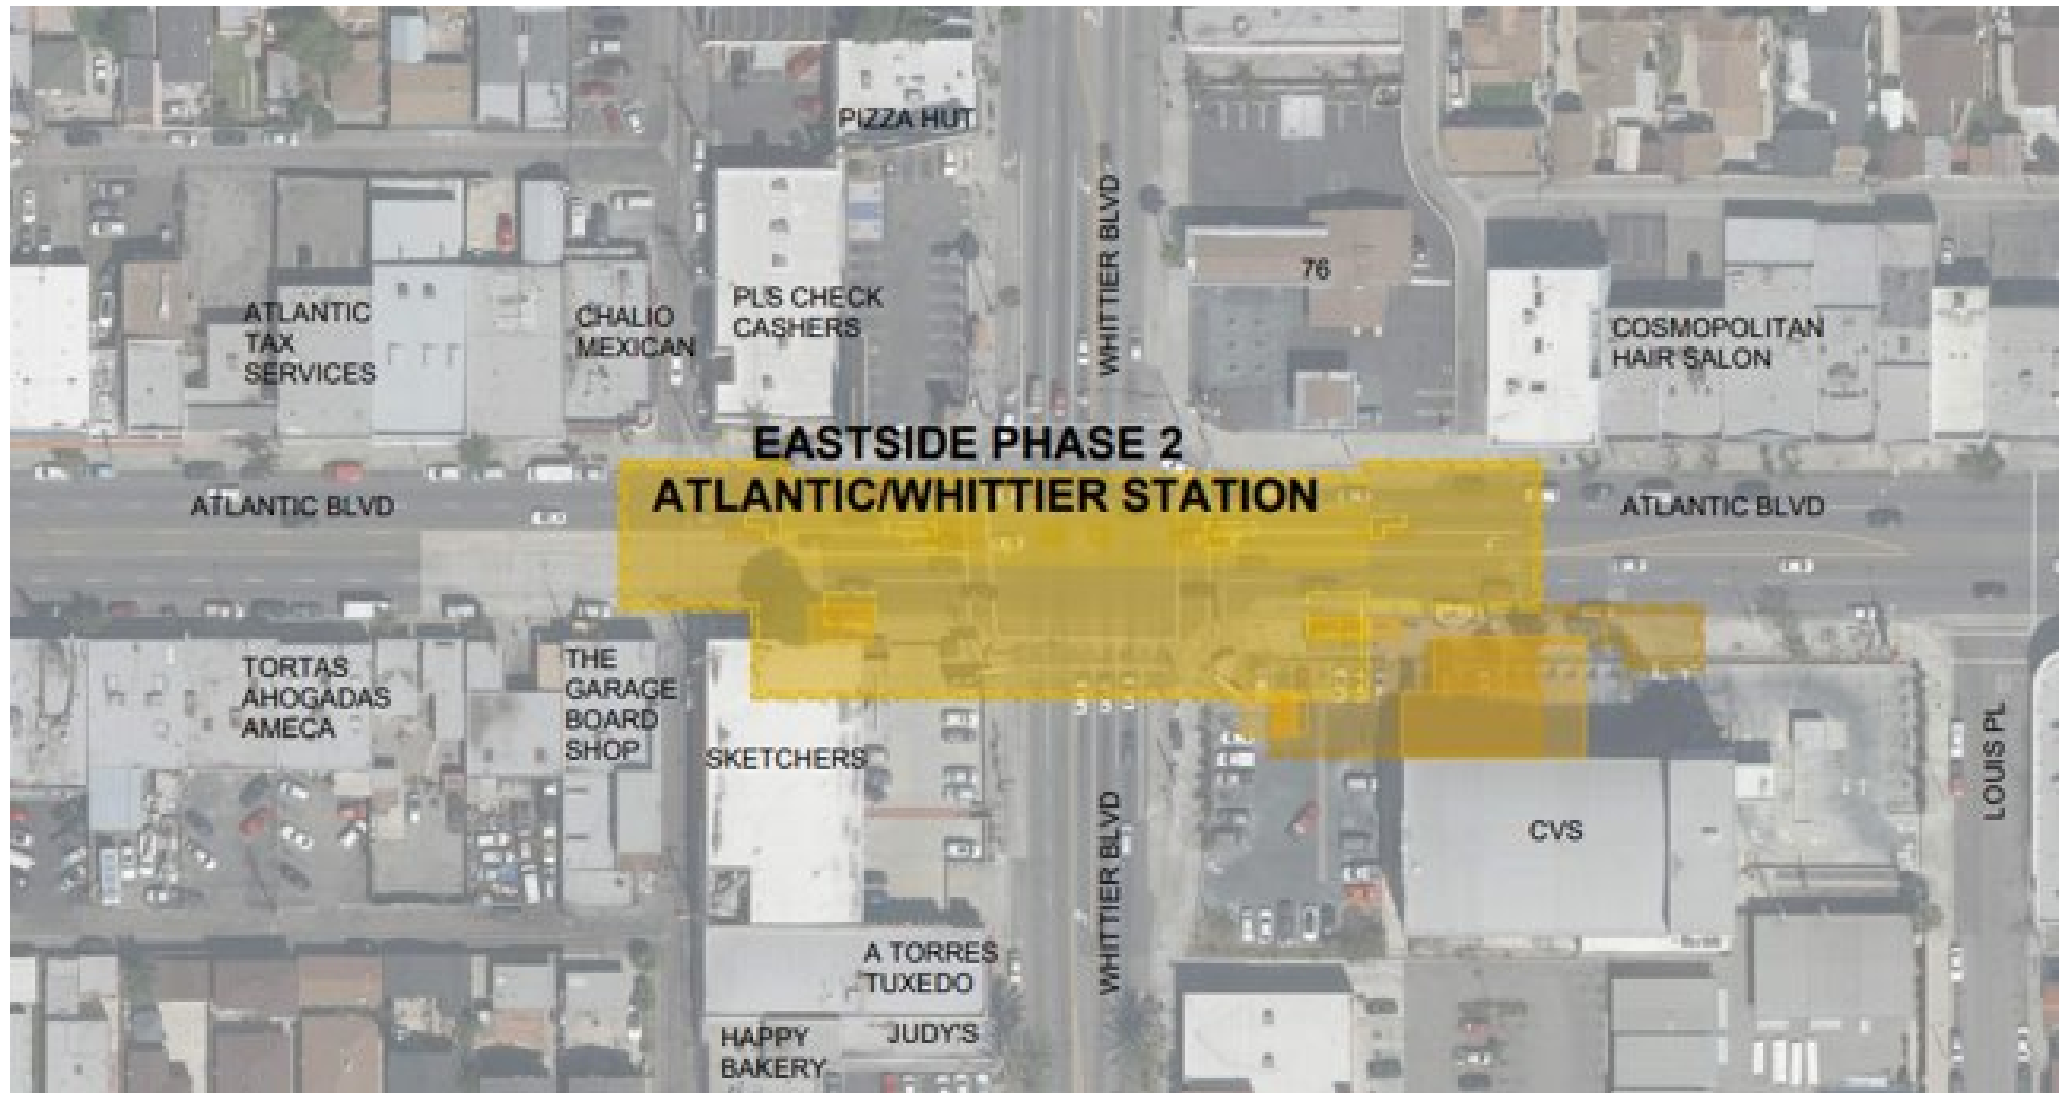 PIZZA HUT
WHITTIER BLVD
76
ATLANTIC
TAX
SERVICES
CHALIO
MEXICAN
PLS CHECK
CASHERS
COSMOPOLITAN
HAIR SALON
EASTSIDE PHASE 2
ATLANTIC/WHITTIER STATION
ATLANTIC BLVD
ATLANTIC BLVD
TORTAS
AHOGADAS
AMECA
THE
GARAGE
BOARD
SHOP
SKETCHERS
CVS
LOUIS PL
WHITTIER BLVD
A TORRES
TUXEDO
HAPPY
BAKERY
JUDY'S